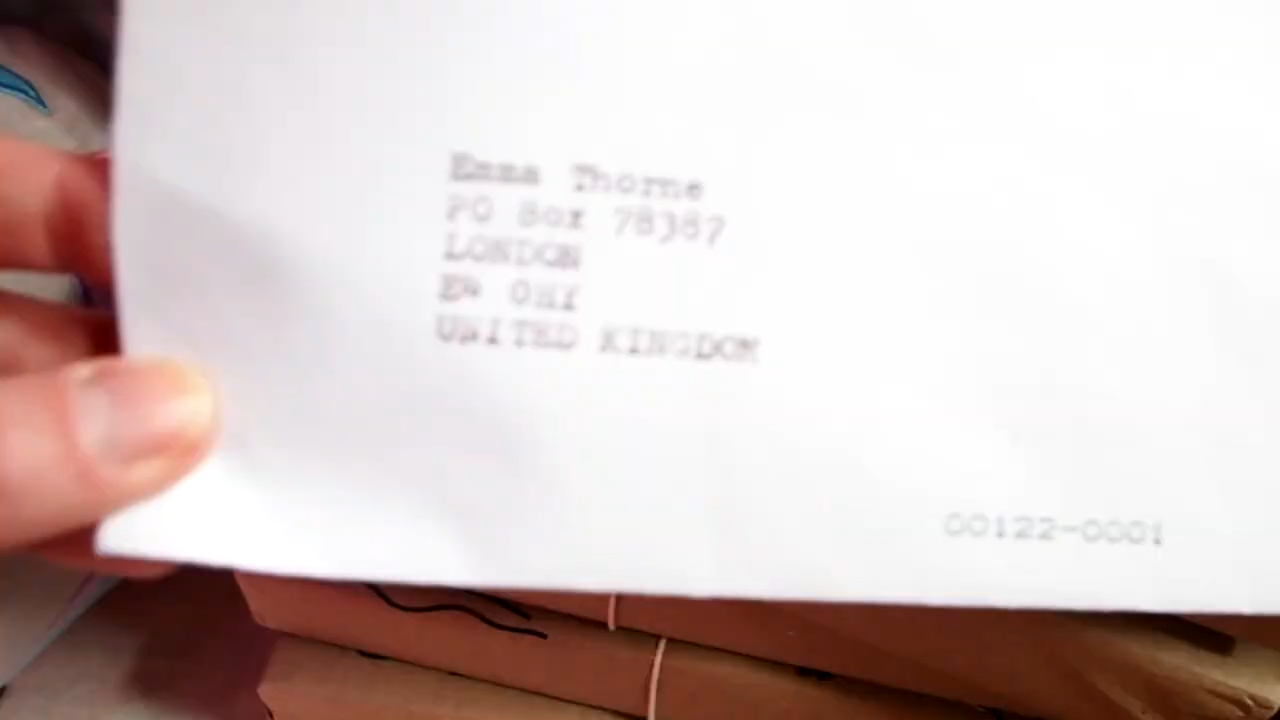 Emma Thorne
PO Box 78387
LONDON
UNITED KINGDOM
00122-0001